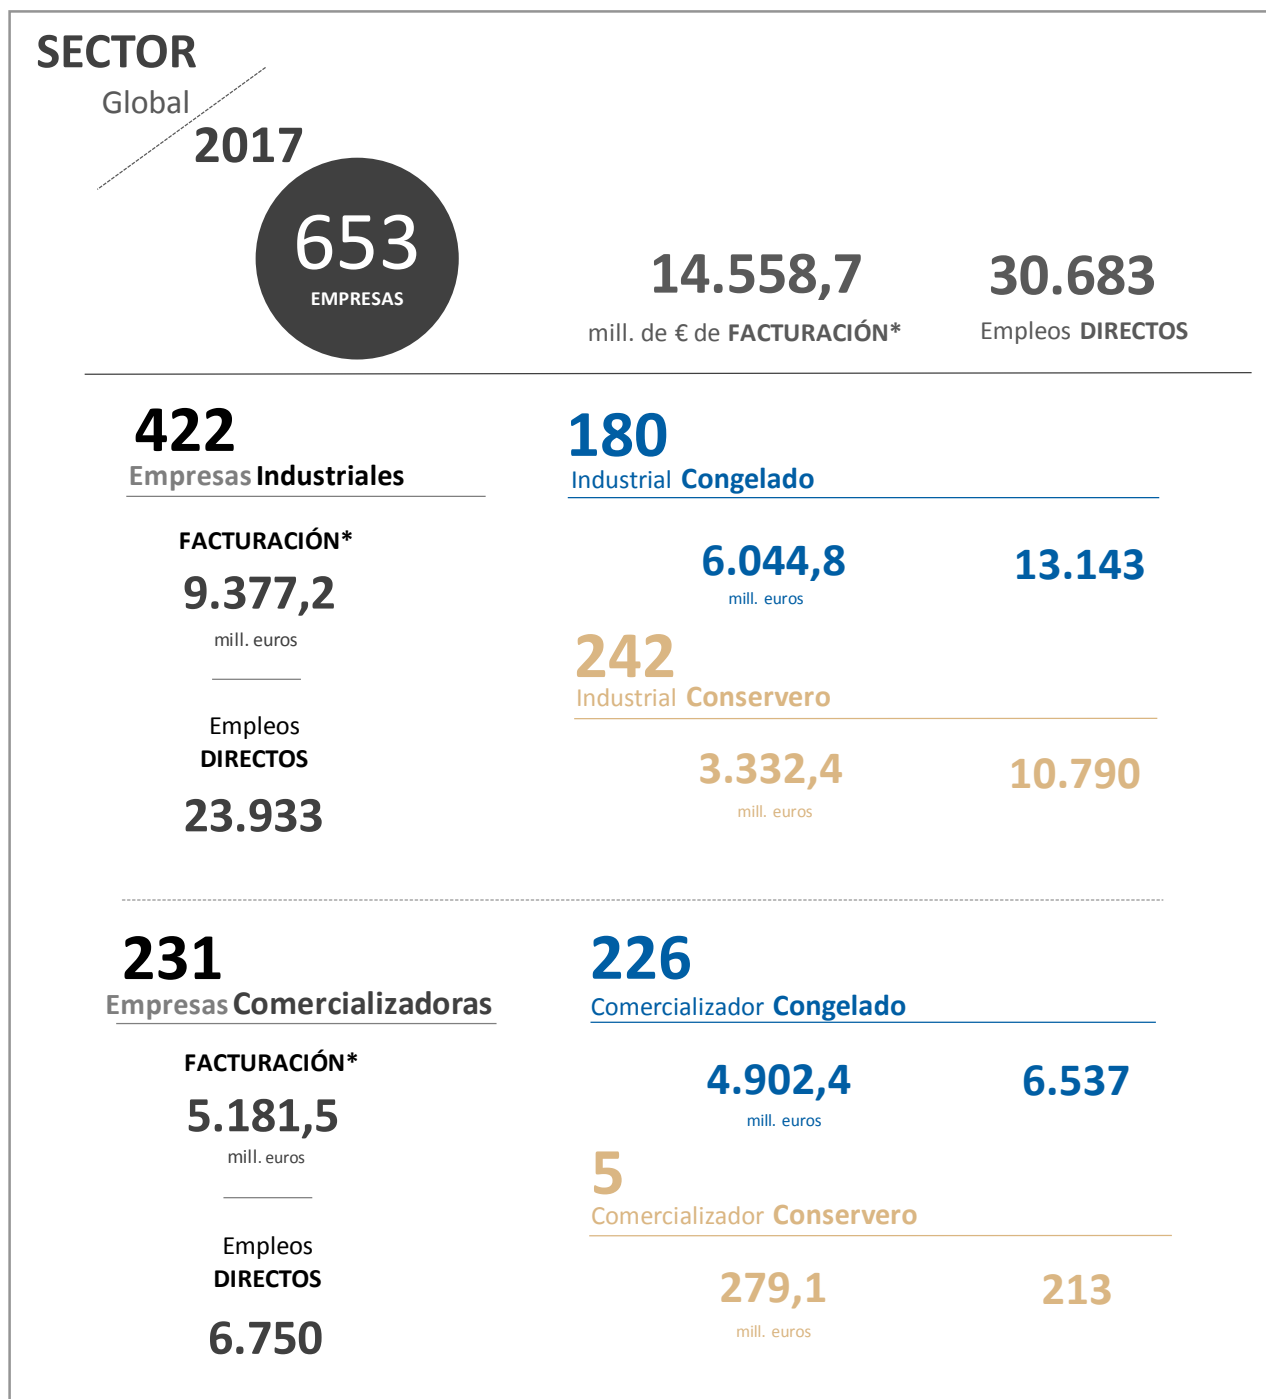 SECTOR
Global
2017
653
EMPRESAS
14.558,7
mill. de € de FACTURACIÓN*
30.683
Empleos DIRECTOS
422
Empresas Industriales
FACTURACIÓN*
9.377,2
mill. euros
Empleos
DIRECTOS
23.933
180
Industrial Congelado
6.044,8
mill. euros
13.143
242
Industrial Conservero
3.332,4
mill. euros
10.790
231
Empresas Comercializadoras
FACTURACIÓN*
5.181,5
mill. euros
Empleos
DIRECTOS
6.750
226
Comercializador Congelado
4.902,4
mill. euros
6.537
5
Comercializador Conservero
279,1
mill. euros
213